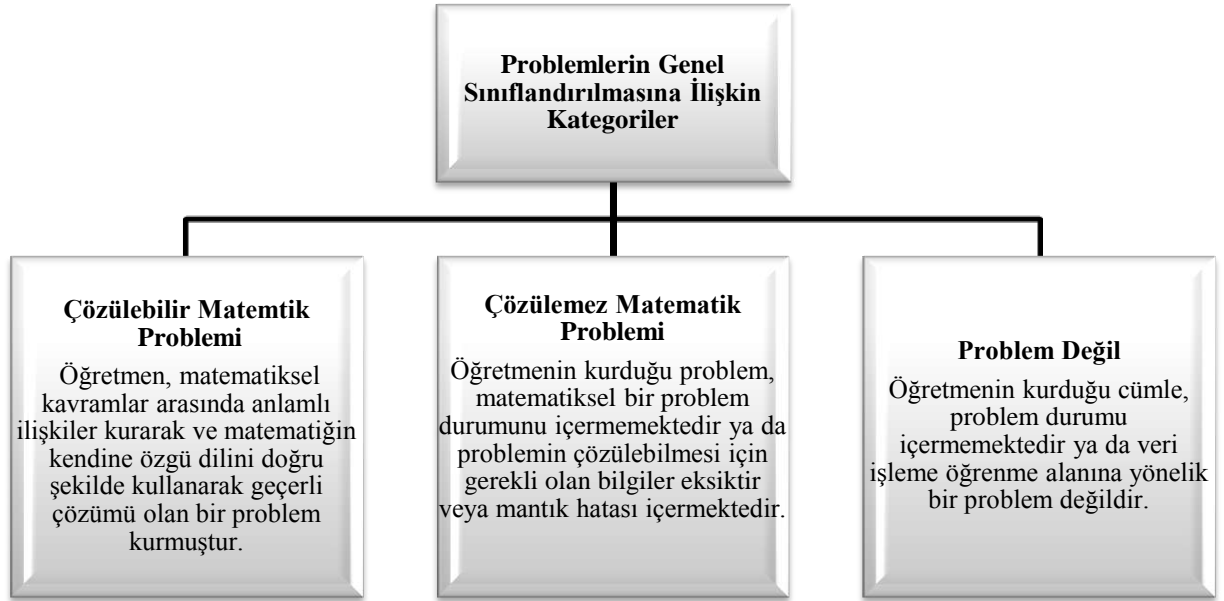 Problemlerin Genel
Sınıflandırılmasına İlişkin
Kategoriler
Çözülebilir Matemtik
Problemi
Öğretmen, matematiksel
kavramlar arasında anlamlı
ilişkiler kurarak ve matematiğin
kendine özgü dilini doğru
şekilde kullanarak geçerli
çözümü olan bir problem
kurmuştur.
Çözülemez Matematik
Problemi
Öğretmenin kurduğu problem,
matematiksel bir problem
durumunu içermemektedir ya da
problemin çözülebilmesi için
gerekli olan bilgiler eksiktir
veya mantık hatası içermektedir.
Problem Değil
Öğretmenin kurduğu cümle,
problem durumu
içermemektedir ya da veri
işleme öğrenme alanına yönelik
bir problem değildir.